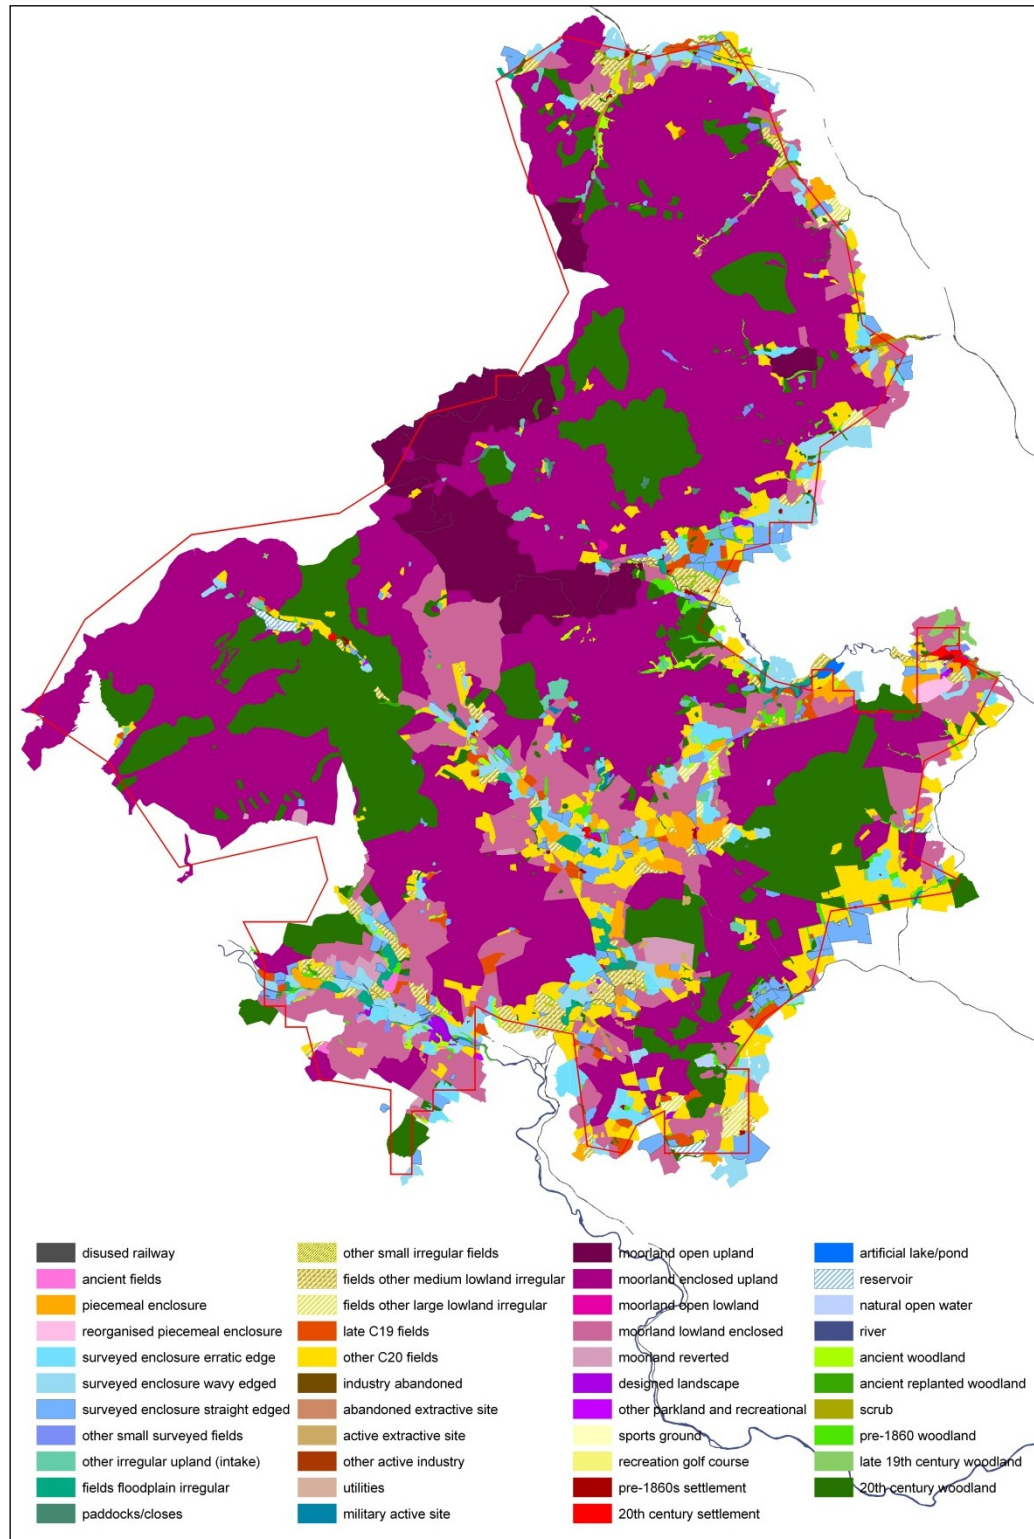 disused railway
ancient fields
piecemeal enclosure
reorganised piecemeal enclosure
surveyed enclosure erratic edge
surveyed enclosure wavy edged
surveyed enclosure straight edged
other small surveyed fields
other irregular upland (intake)
fields floodplain irregular
paddocks/closes
other small irregular fields
fields other medium lowland irregular
fields other large lowland irregular
late C19 fields
other C20 fields
industry abandoned
abandoned extractive site
active extractive site
other active industry
utilities
military active site
moorland open upland
moorland enclosed upland
moorland open lowland
moorland lowland enclosed
moorland reverted
designed landscape
other parkland and recreational
sports ground
recreation golf course
pre-1860s settlement
20th century settlement
artificial lake/pond
reservoir
natural open water
river
ancient woodland
ancient replanted woodland
scrub
pre-1860 woodland
late 19th century woodland
20th century woodland